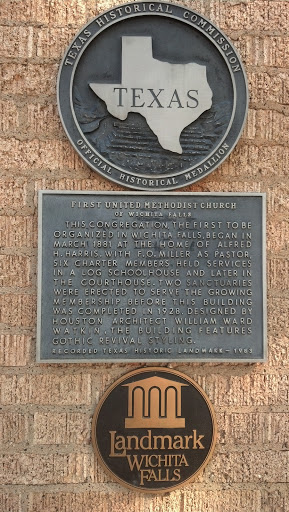 TEXAS HISTORICAL COMMISSION
TEXAS
OFFICIAL HISTORICAL MEDALLION
FIRST UNITED METHODIST CHURCH
OF WICHITA FALLS
THIS CONGREGATION, THE FIRST TO BE
ORGANIZED IN WICHITA FALLS, BEGAN IN
MARCH 1881 AT THE HOME OF ALFRED
H. HARRIS, WITH F. O. MILLER AS PASTOR.
SIX CHARTER MEMBERS HELD SERVICES
IN A LOG SCHOOLHOUSE AND LATER IN
THE COURTHOUSE. TWO SANCTUARIES
WERE ERECTED TO SERVE THE GROWING
MEMBERSHIP BEFORE THIS BUILDING
WAS COMPLETED IN 1928. DESIGNED BY
HOUSTON ARCHITECT WILLIAM WARD
WATKIN, THE BUILDING FEATURES
GOTHIC REVIVAL STYLING.
RECORDED TEXAS HISTORIC LANDMARK - 1983
Landmark
WICHITA
FALLS